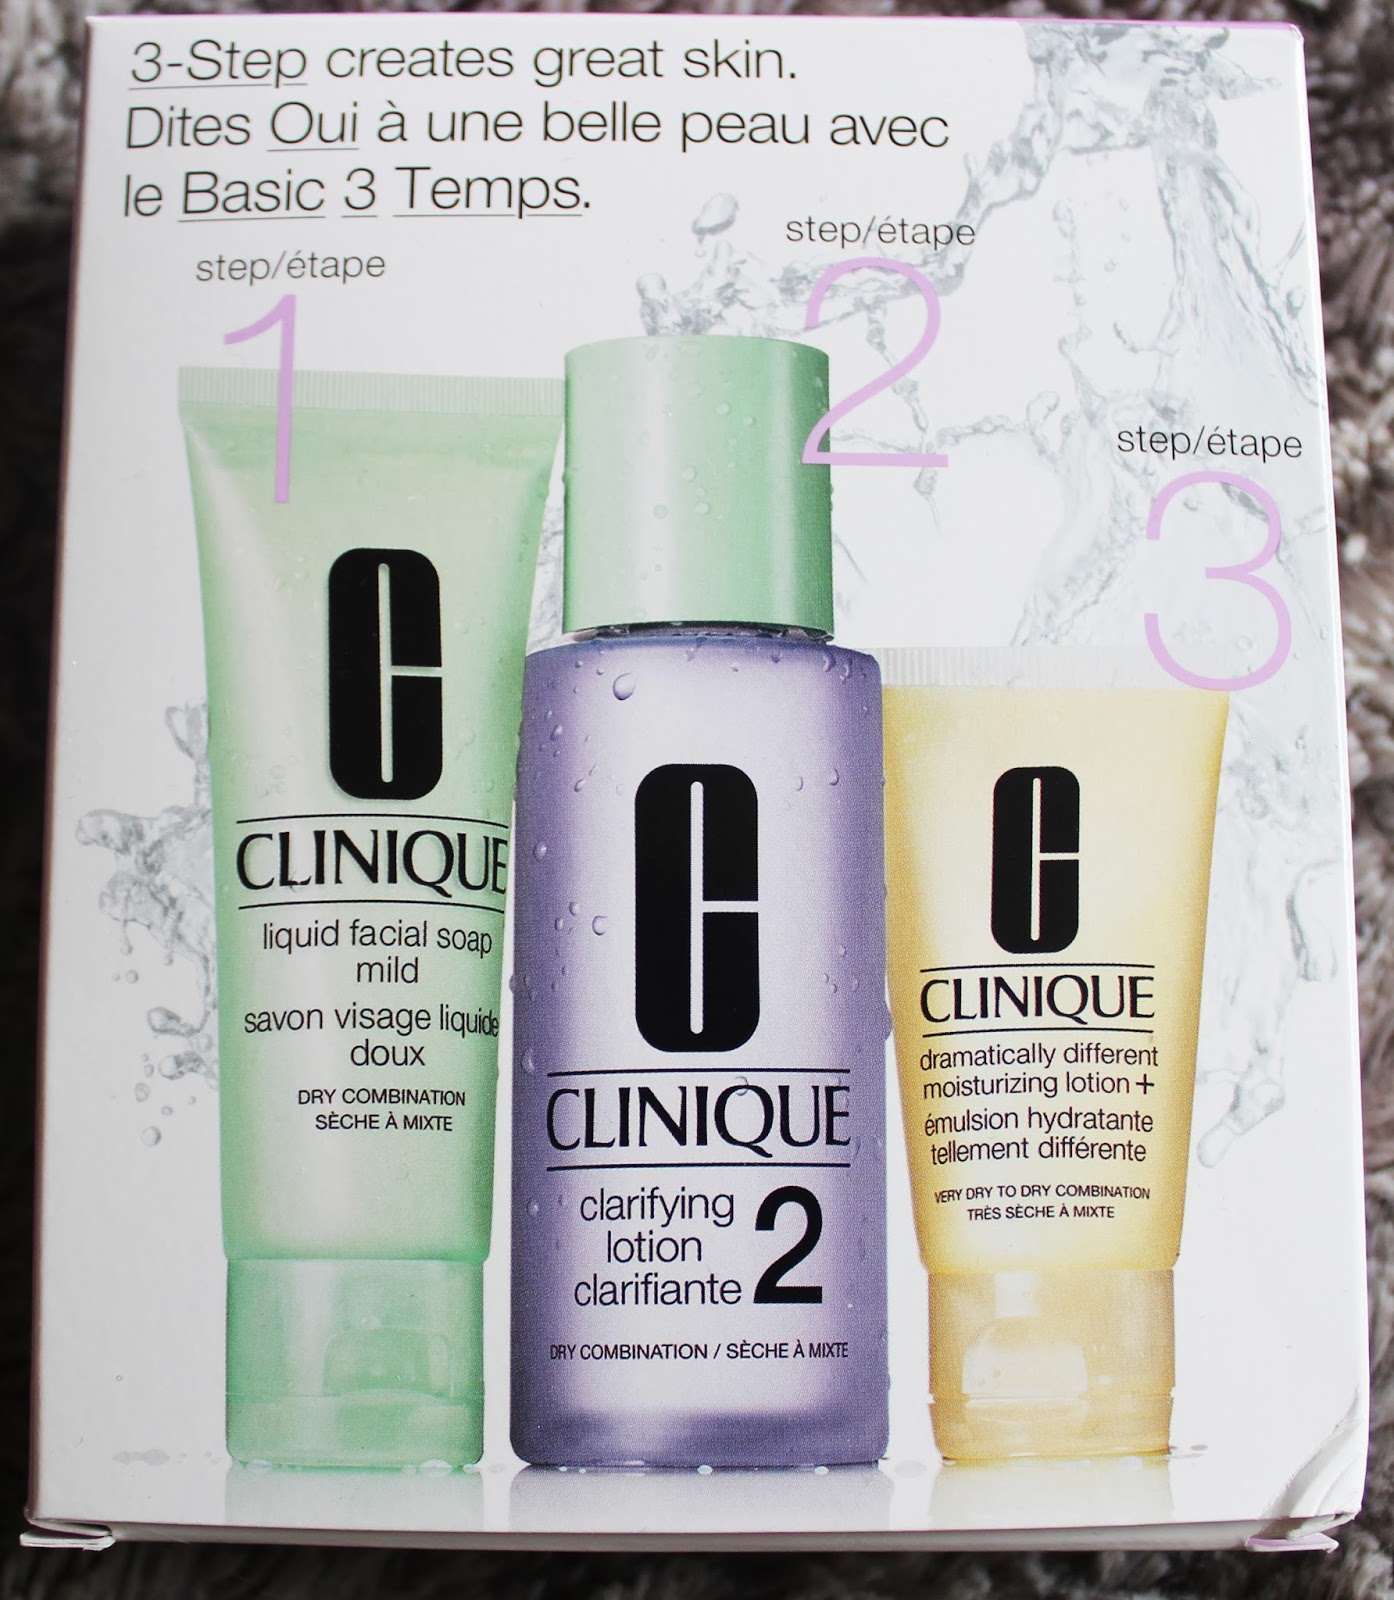 3-Step creates great skin.
Dites Oui à une belle peau avec
le Basic 3 Temps.
step/étape
1
step/étape
2
step/étape
3
C
CLINIQUE
liquid facial soap
mild
savon visage liquide
doux
DRY COMBINATION
SÈCHE À MIXTE
C
CLINIQUE
clarifying
lotion
clarifiante 2
DRY COMBINATION / SÈCHE À MIXTE
C
CLINIQUE
dramatically different
moisturizing lotion+
émulsion hydratante
tellement différente
VERY DRY TO DRY COMBINATION
TRÈS SÈCHE À MIXTE